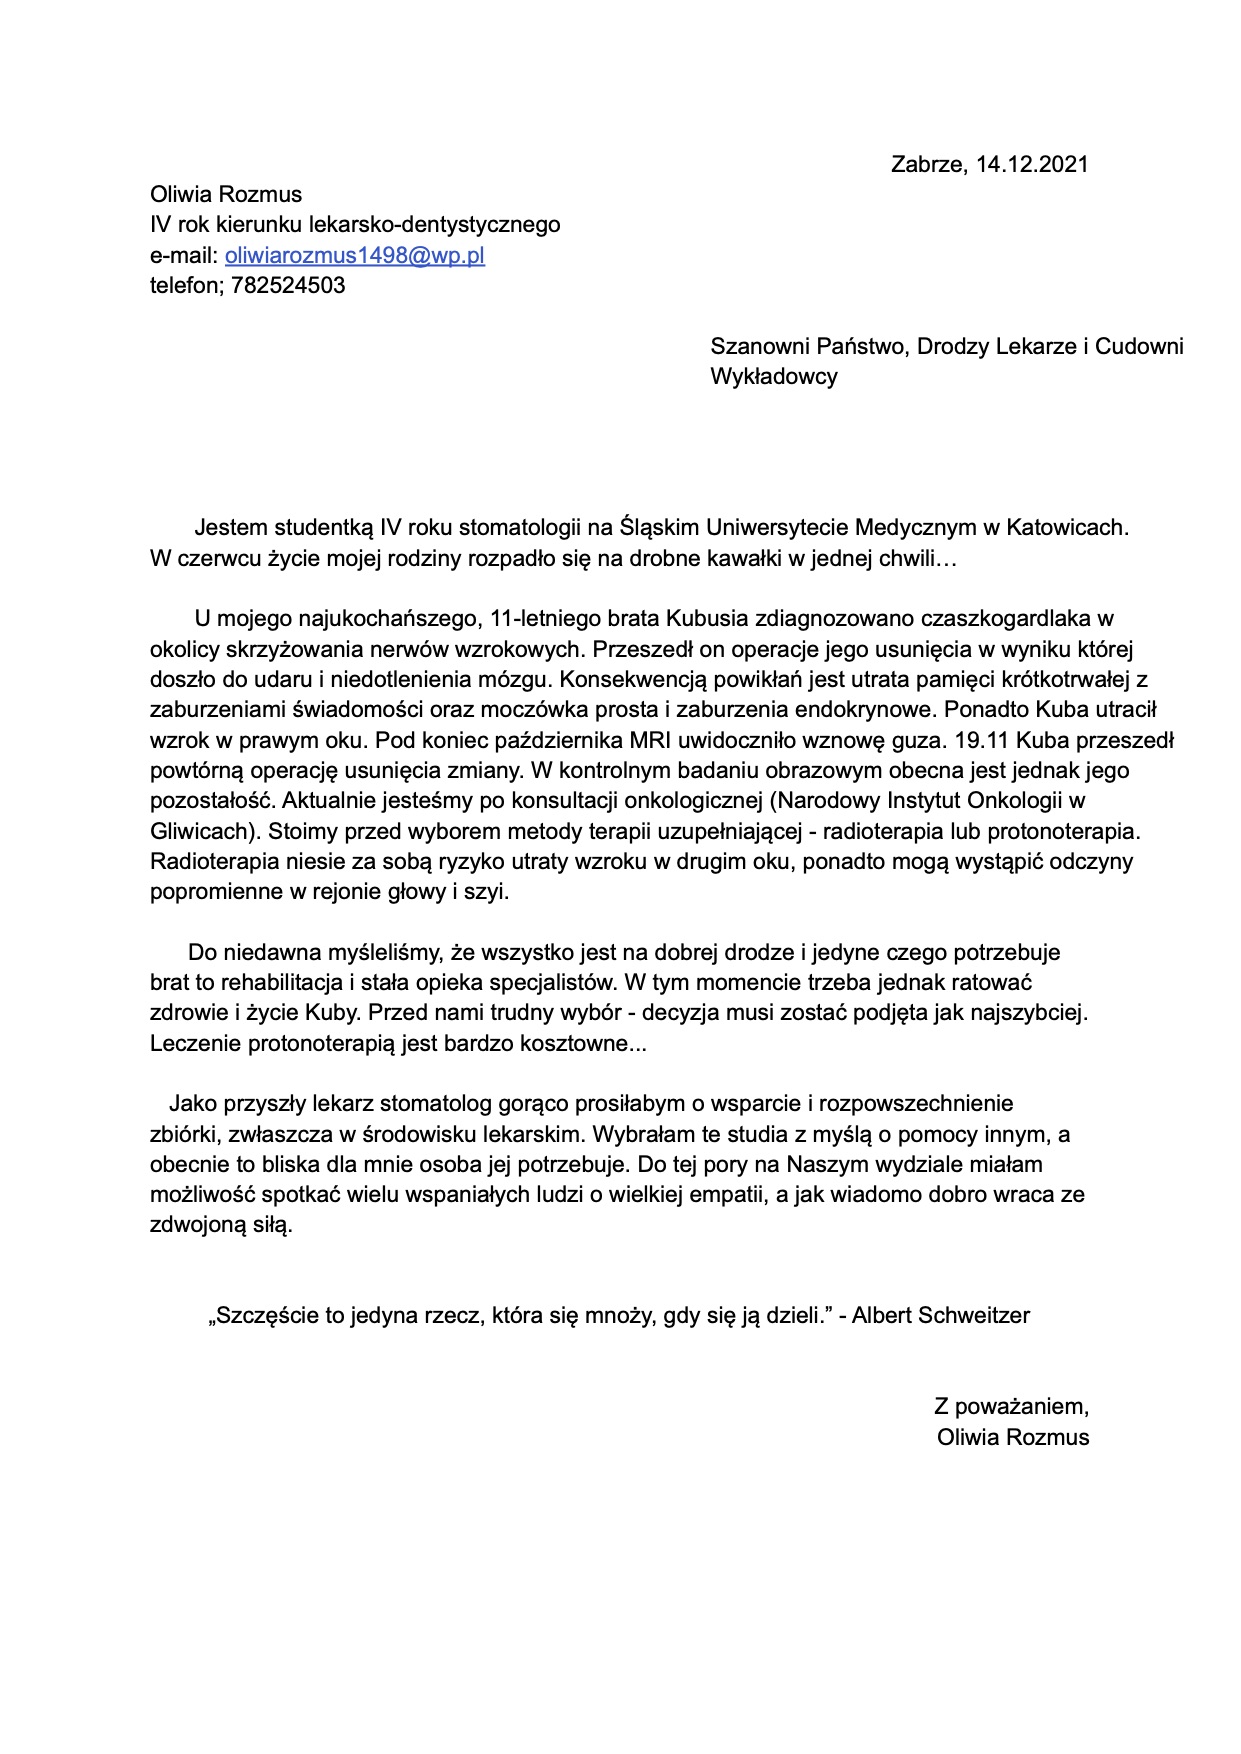 Zabrze, 14.12.2021
Oliwia Rozmus
IV rok kierunku lekarsko-dentystycznego
e-mail: oliwiarozmus1498@wp.pl
telefon; 782524503
Szanowni Państwo, Drodzy Lekarze i Cudowni
Wykładowcy
Jestem studentką IV roku stomatologii na Śląskim Uniwersytecie Medycznym w Katowicach.
W czerwcu życie mojej rodziny rozpadło się na drobne kawałki w jednej chwili…
U mojego najukochańszego, 11-letniego brata Kubusia zdiagnozowano czaszkogardlaka w
okolicy skrzyżowania nerwów wzrokowych. Przeszedł on operacje jego usunięcia w wyniku której
doszło do udaru i niedotlenienia mózgu. Konsekwencją powikłań jest utrata pamięci krótkotrwałej z
zaburzeniami świadomości oraz moczówka prosta i zaburzenia endokrynowe. Ponadto Kuba utracił
wzrok w prawym oku. Pod koniec października MRI uwidoczniło wznowę guza. 19.11 Kuba przeszedł
powtórną operację usunięcia zmiany. W kontrolnym badaniu obrazowym obecna jest jednak jego
pozostałość. Aktualnie jesteśmy po konsultacji onkologicznej (Narodowy Instytut Onkologii w
Gliwicach). Stoimy przed wyborem metody terapii uzupełniającej - radioterapia lub protonoterapia.
Radioterapia niesie za sobą ryzyko utraty wzroku w drugim oku, ponadto mogą wystąpić odczyny
popromienne w rejonie głowy i szyi.
Do niedawna myśleliśmy, że wszystko jest na dobrej drodze i jedyne czego potrzebuje
brat to rehabilitacja i stała opieka specjalistów. W tym momencie trzeba jednak ratować
zdrowie i życie Kuby. Przed nami trudny wybór - decyzja musi zostać podjęta jak najszybciej.
Leczenie protonoterapią jest bardzo kosztowne...
Jako przyszły lekarz stomatolog gorąco prosiłabym o wsparcie i rozpowszechnienie
zbiórki, zwłaszcza w środowisku lekarskim. Wybrałam te studia z myślą o pomocy innym, a
obecnie to bliska dla mnie osoba jej potrzebuje. Do tej pory na Naszym wydziale miałam
możliwość spotkać wielu wspaniałych ludzi o wielkiej empatii, a jak wiadomo dobro wraca ze
zdwojoną siłą.
„Szczęście to jedyna rzecz, która się mnoży, gdy się ją dzieli.” - Albert Schweitzer
Z poważaniem,
Oliwia Rozmus